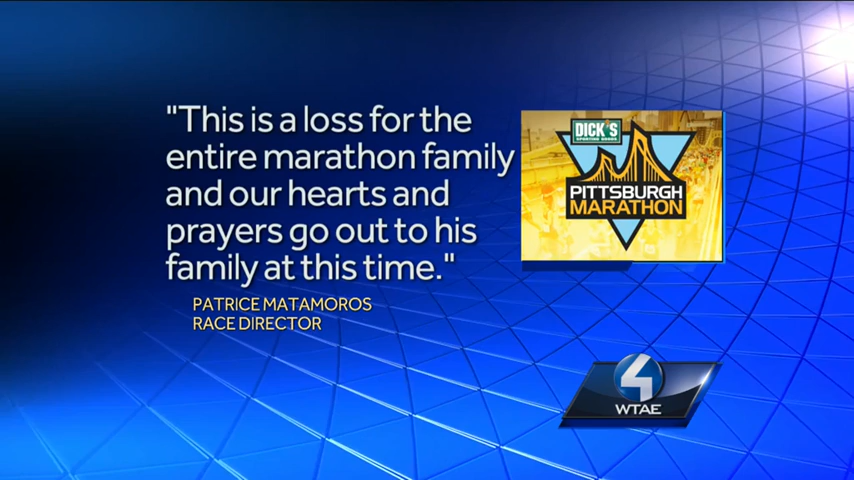 "This is a loss for the
entire marathon family
and our hearts and
prayers go out to his
family at this time."
PATRICE MATAMOROS
RACE DIRECTOR
DICK'S
SPORTING GOODS
PITTSBURGH
MARATHON
4
WTAE